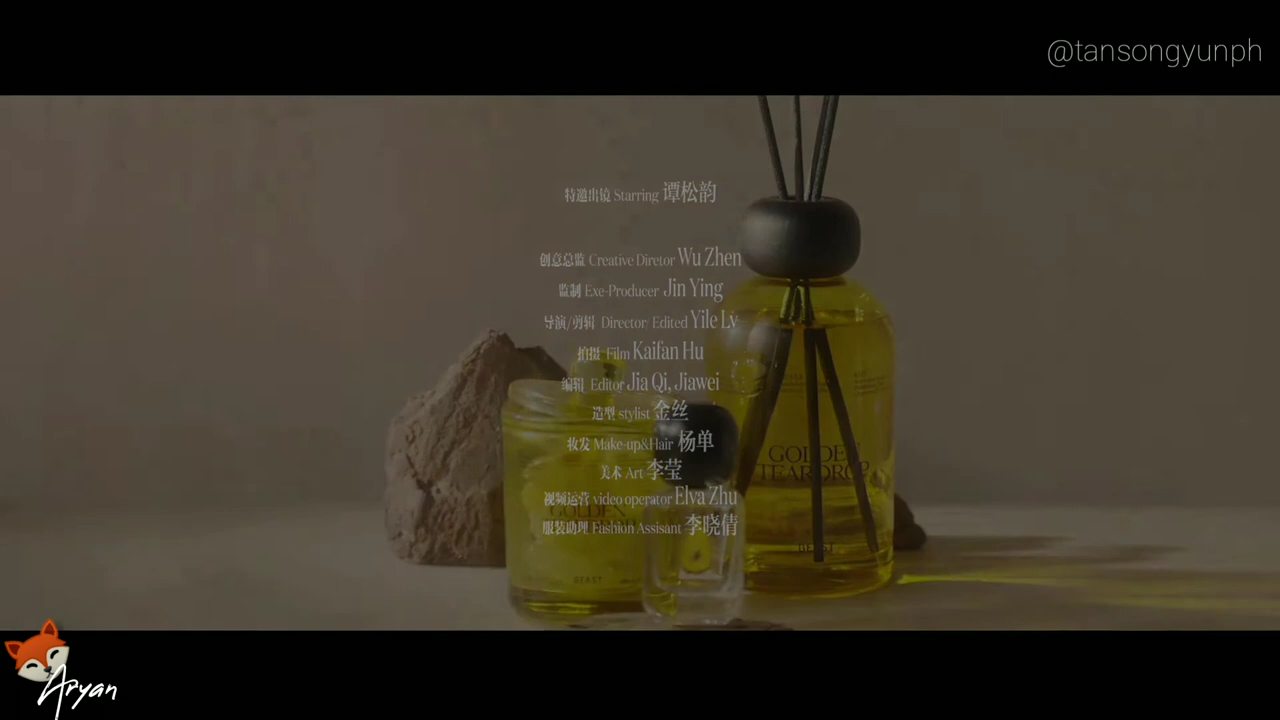 @tansongyunph
特邀出镜 Starring 谭松韵
创意总监 Creative Diretor Wu Zhen
监制 Exe-Producer Jin Ying
导演/剪辑 Director/ Edited Yile Lv
拍摄 Film Kaifan Hu
编辑 Editor Jia Qi, Jiawei
造型 stylist 金丝
妆发 Make-up&Hair 杨单
美术 Art 李莹
视频运营 video operator Elva Zhu
服装助理 Fashion Assisant 李晓倩
GOLDEN
TEARDROP
BEAST
GOLDEN
BEAST
Aryan